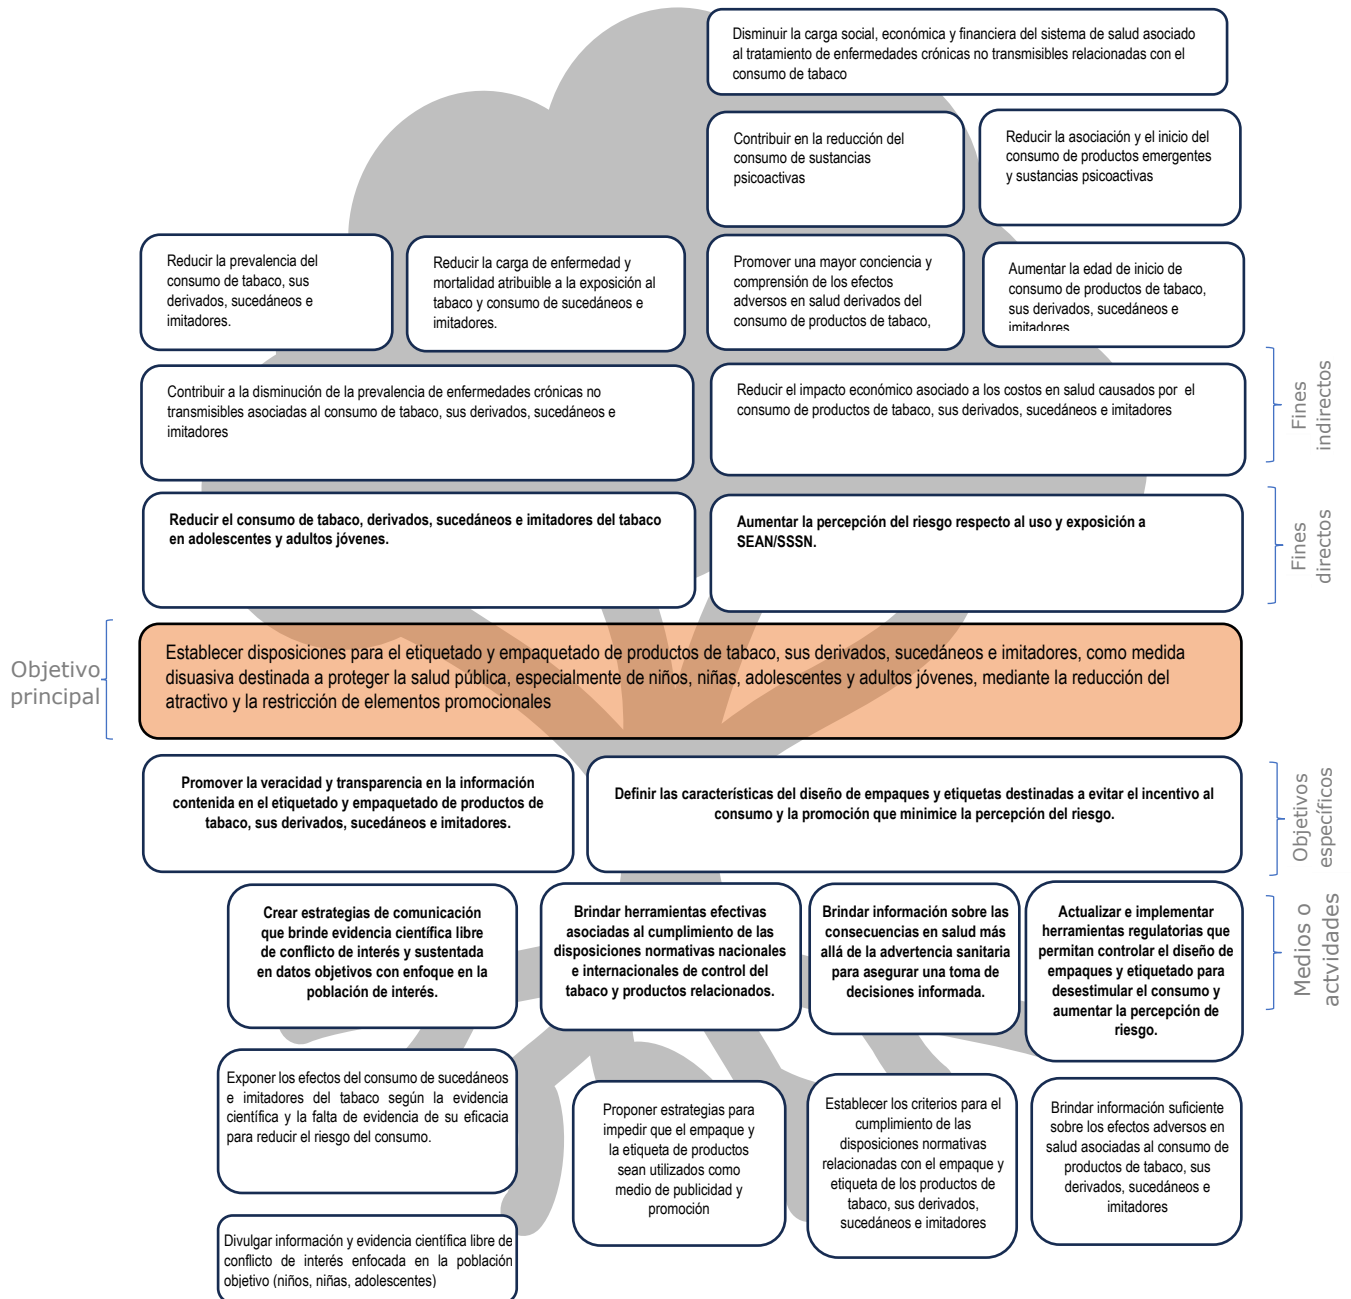 Disminuir la carga social, económica y financiera del sistema de salud asociado
al tratamiento de enfermedades crónicas no transmisibles relacionadas con el
consumo de tabaco
Contribuir en la reducción del
consumo de sustancias
psicoactivas
Reducir la asociación y el inicio del
consumo de productos emergentes
y sustancias psicoactivas
Reducir la prevalencia del
consumo de tabaco, sus
derivados, sucedáneos e
imitadores.
Reducir la carga de enfermedad y
mortalidad atribuible a la exposición al
tabaco y consumo de sucedáneos e
imitadores.
Promover una mayor conciencia y
comprensión de los efectos
adversos en salud derivados del
consumo de productos de tabaco,
Aumentar la edad de inicio de
consumo de productos de tabaco,
sus derivados, sucedáneos e
imitadores
Contribuir a la disminución de la prevalencia de enfermedades crónicas no
transmisibles asociadas al consumo de tabaco, sus derivados, sucedáneos e
imitadores
Reducir el impacto económico asociado a los costos en salud causados por el
consumo de productos de tabaco, sus derivados, sucedáneos e imitadores
Fines
indirectos
Reducir el consumo de tabaco, derivados, sucedáneos e imitadores del tabaco
en adolescentes y adultos jóvenes.
Aumentar la percepción del riesgo respecto al uso y exposición a
SEAN/SSSN.
Fines
directos
Objetivo
principal
Establecer disposiciones para el etiquetado y empaquetado de productos de tabaco, sus derivados, sucedáneos e imitadores, como medida
disuasiva destinada a proteger la salud pública, especialmente de niños, niñas, adolescentes y adultos jóvenes, mediante la reducción del
atractivo y la restricción de elementos promocionales
Promover la veracidad y transparencia en la información
contenida en el etiquetado y empaquetado de productos de
tabaco, sus derivados, sucedáneos e imitadores.
Definir las características del diseño de empaques y etiquetas destinadas a evitar el incentivo al
consumo y la promoción que minimice la percepción del riesgo.
Objetivos
específicos
Crear estrategias de comunicación
que brinde evidencia científica libre
de conflicto de interés y sustentada
en datos objetivos con enfoque en la
población de interés.
Brindar herramientas efectivas
asociadas al cumplimiento de las
disposiciones normativas nacionales
e internacionales de control del
tabaco y productos relacionados.
Brindar información sobre las
consecuencias en salud más
allá de la advertencia sanitaria
para asegurar una toma de
decisiones informada.
Actualizar e implementar
herramientas regulatorias que
permitan controlar el diseño de
empaques y etiquetado para
desestimular el consumo y
aumentar la percepción de
riesgo.
Medios o
actvidades
Exponer los efectos del consumo de sucedáneos
e imitadores del tabaco según la evidencia
científica y la falta de evidencia de su eficacia
para reducir el riesgo del consumo.
Proponer estrategias para
impedir que el empaque y
la etiqueta de productos
sean utilizados como
medio de publicidad y
promoción
Establecer los criterios para el
cumplimiento de las
disposiciones normativas
relacionadas con el empaque y
etiqueta de los productos de
tabaco, sus derivados,
sucedáneos e imitadores
Brindar información suficiente
sobre los efectos adversos en
salud asociadas al consumo de
productos de tabaco, sus
derivados, sucedáneos e
imitadores
Divulgar información y evidencia científica libre de
conflicto de interés enfocada en la población
objetivo (niños, niñas, adolescentes)